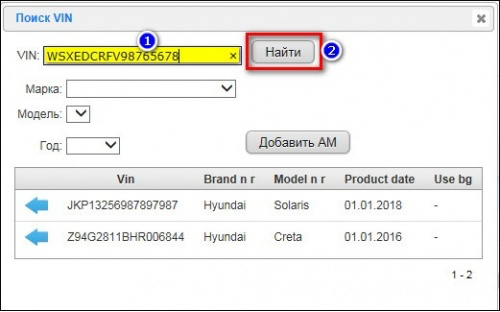 Поиск VIN
VIN: WSXEDCRFV98765678 × 1 Найти 2
Марка:
Модель:
Год: Добавить АМ
Vin Brand n r Model n r Product date Use bg
JKP13256987897987 Hyundai Solaris 01.01.2018 -
Z94G2811BHR006844 Hyundai Creta 01.01.2016 -
1 - 2